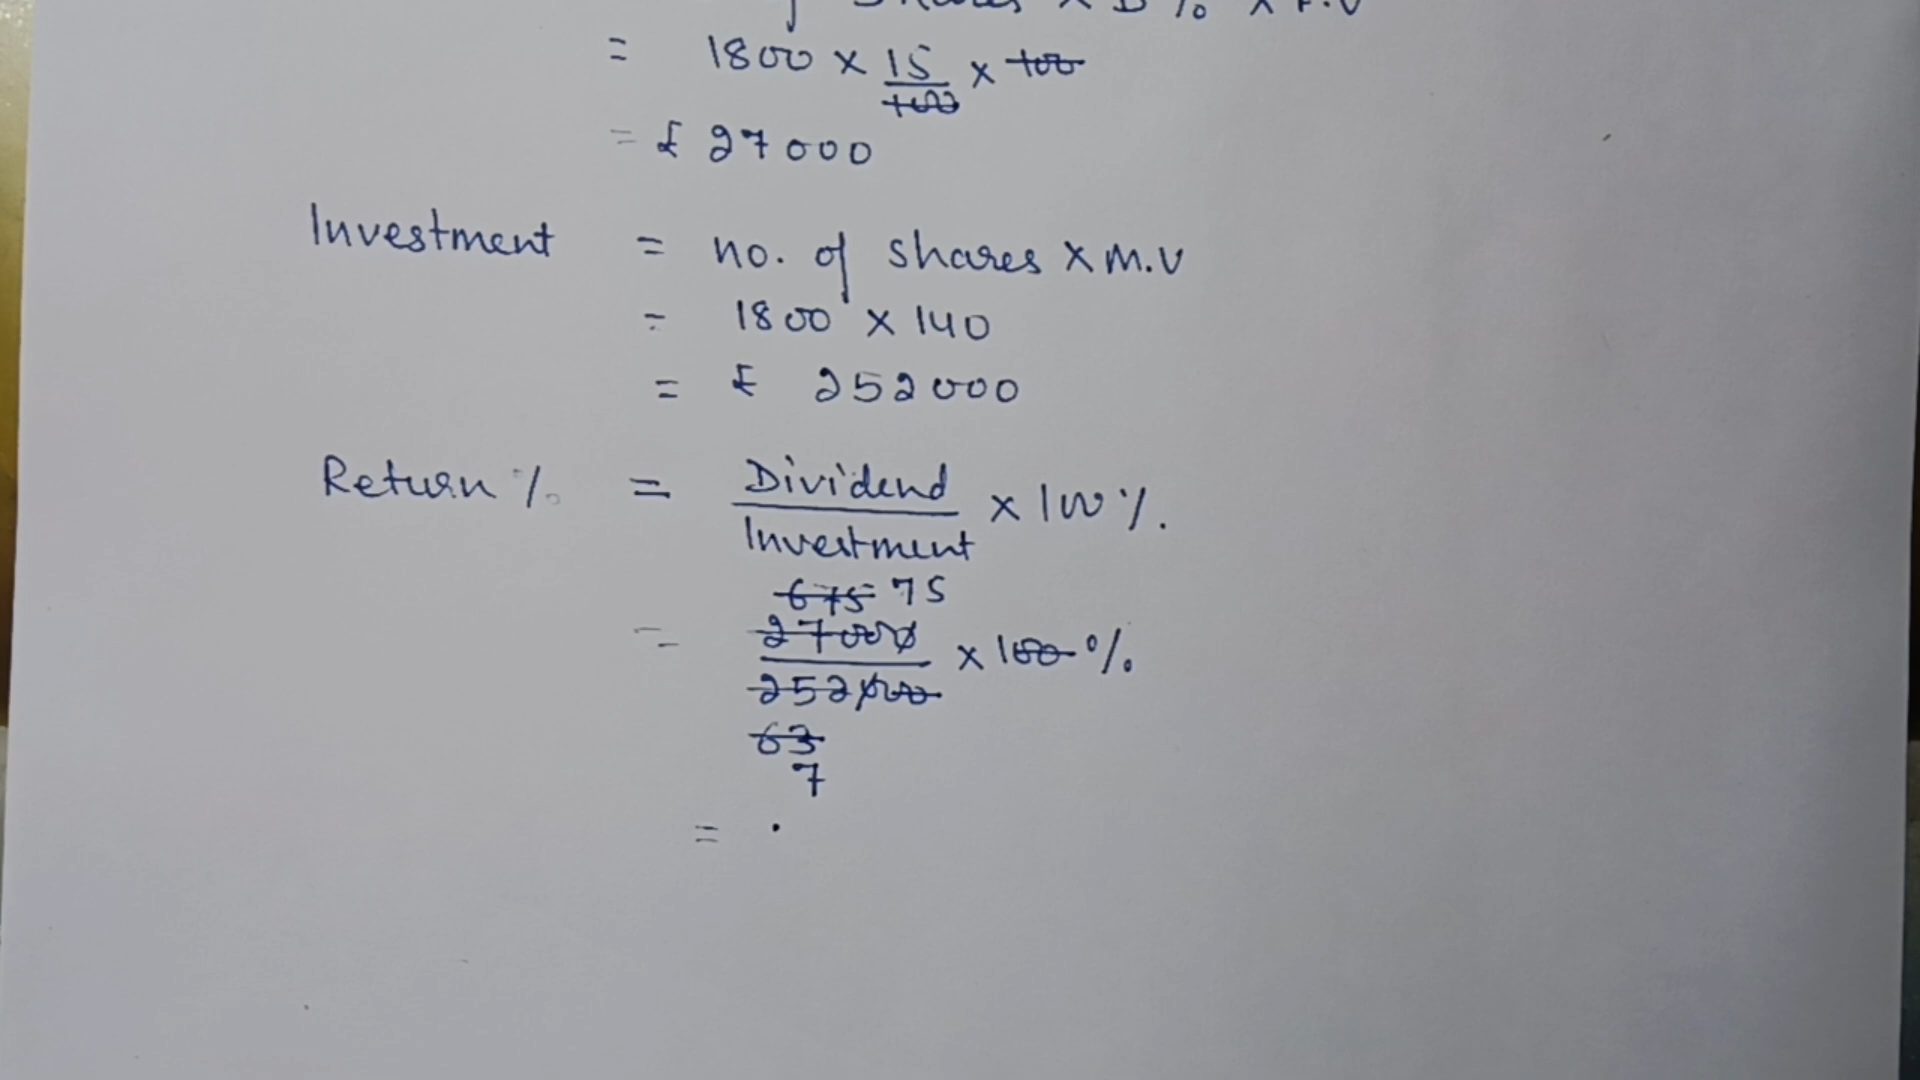 Shares × D % × F.V
= 1800 × 15/100 × 100
= ₹ 27000
Investment = no. of shares × M.V
= 1800 × 140
= ₹ 252000
Return % = Dividend/Investment × 100 %.
675 75
= 27000/252000 × 100 %
63
7
=